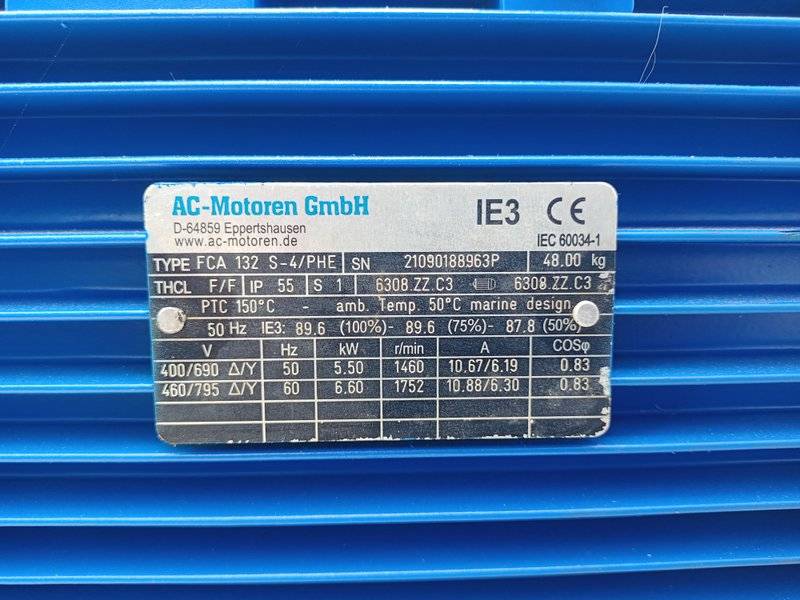 AC-Motoren GmbH
D-64859 Eppertshausen
www.ac-motoren.de
IE3 CE
IEC 60034-1
TYPE FCA 132 S-4/PHE SN 21090188963P 48.00 kg
THCL F/F IP 55 S 1 6308.ZZ.C3 6308.ZZ.C3
PTC 150°C - amb. Temp. 50°C marine design
50 Hz IE3: 89.6 (100%)- 89.6 (75%)- 87.8 (50%)
V Hz kW r/min A COSφ
400/690 Δ/Y 50 5.50 1460 10.67/6.19 0.83
460/795 Δ/Y 60 6.60 1752 10.88/6.30 0.83